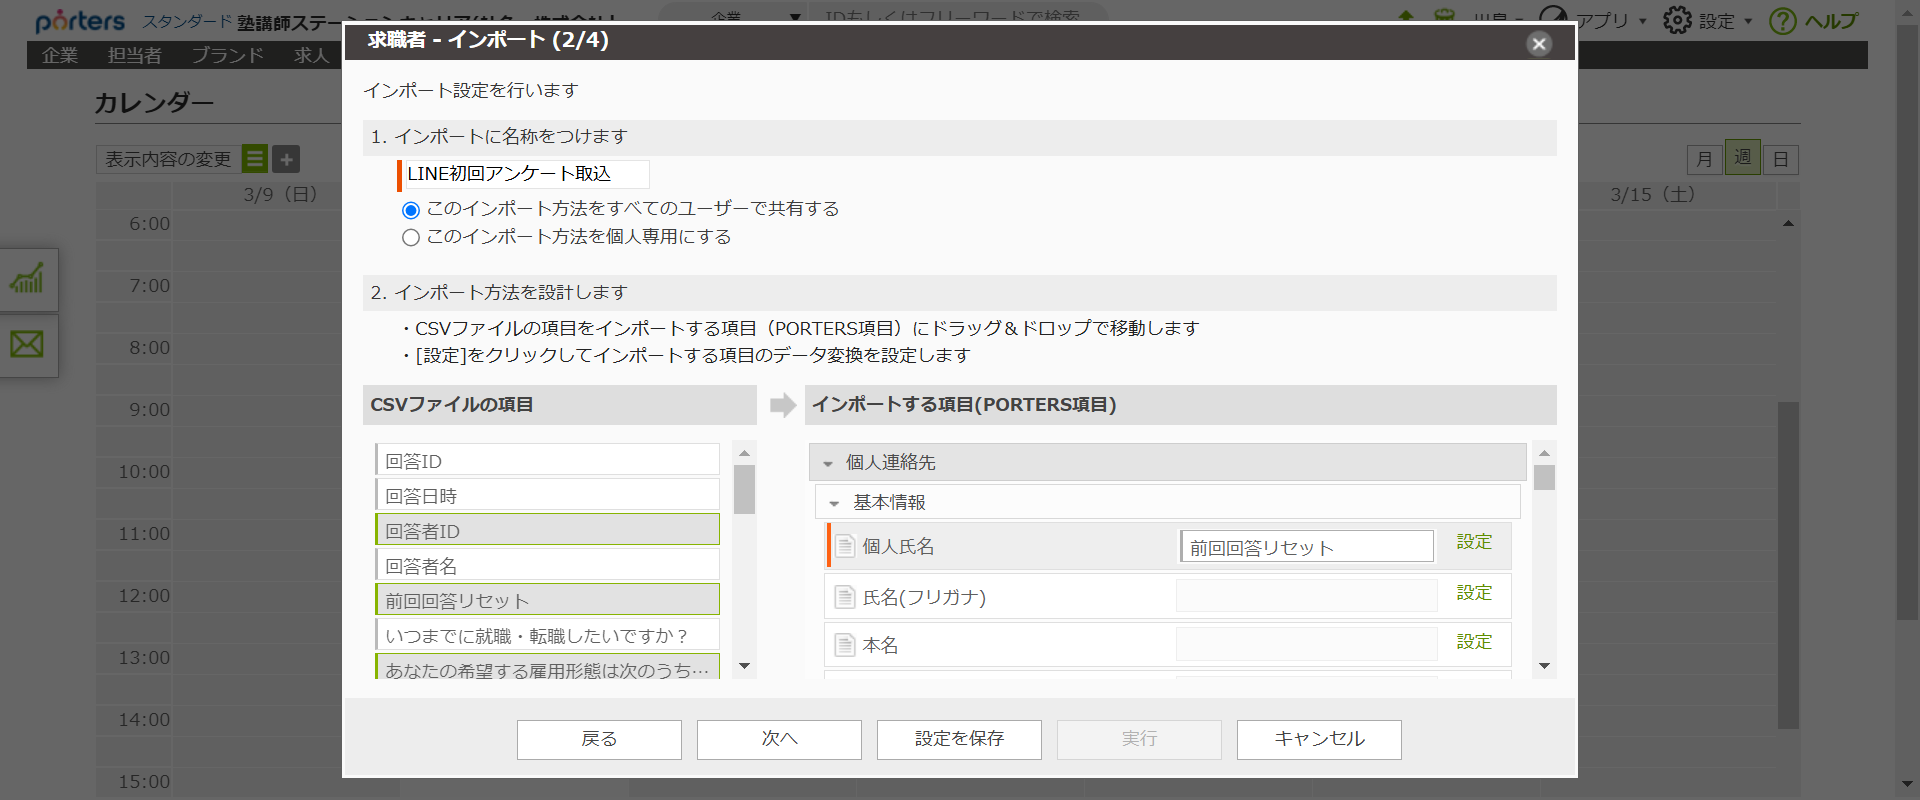 porters スタンダード 塾講師ステー
アプリ 設定 ヘルプ
企業 担当者 ブランド 求人
カレンダー
表示内容の変更
月 週 日
3/9（日） 3/15（土）
6:00
7:00
8:00
9:00
10:00
11:00
12:00
13:00
14:00
15:00
求職者 - インポート (2/4)
インポート設定を行います
1. インポートに名称をつけます
LINE初回アンケート取込
このインポート方法をすべてのユーザーで共有する
このインポート方法を個人専用にする
2. インポート方法を設計します
・CSVファイルの項目をインポートする項目（PORTERS項目）にドラッグ＆ドロップで移動します
・[設定]をクリックしてインポートする項目のデータ変換を設定します
CSVファイルの項目
回答ID
回答日時
回答者ID
回答者名
前回回答リセット
いつまでに就職・転職したいですか？
あなたの希望する雇用形態は次のうち…
インポートする項目(PORTERS項目)
個人連絡先
基本情報
個人氏名 前回回答リセット 設定
氏名(フリガナ) 設定
本名 設定
戻る 次へ 設定を保存 実行 キャンセル